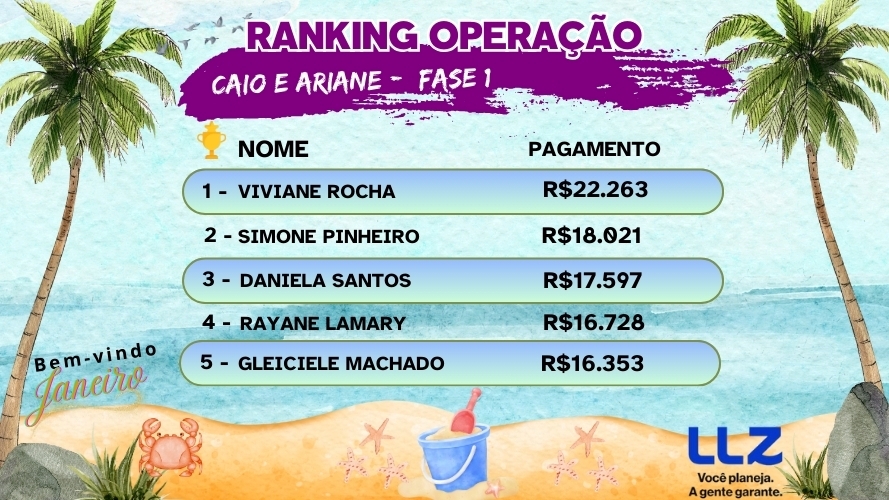 RANKING OPERAÇÃO
CAIO E ARIANE - FASE 1
NOME PAGAMENTO
1 - VIVIANE ROCHA R$22.263
2 - SIMONE PINHEIRO R$18.021
3 - DANIELA SANTOS R$17.597
4 - RAYANE LAMARY R$16.728
5 - GLEICIELE MACHADO R$16.353
Bem-vindo
Janeiro
LLZ
Você planeja.
A gente garante.